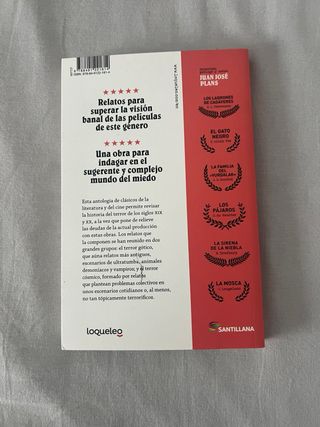 ★★★★★
Relatos para
superar la visión
banal de las películas
de este género
★★★★★
Una obra para
indagar en el
sugerente y complejo
mundo del miedo
Esta antología de clásicos de la
literatura y del cine permite revisar
la historia del terror de los siglos XIX
y XX, a la vez que pone de relieve
las deudas de la actual producción
con estas obras. Los relatos que
la componen se han reunido en dos
grandes grupos: el terror gótico,
que aúna relatos más antiguos,
escenarios de ultratumba, animales
demoníacos y vampiros; y el terror
cósmico, formado por relatos
que plantean problemas colectivos en
unos escenarios cotidianos o, al menos,
no tan tópicamente terroríficos.
loqueleo
www.loqueleo.com/es
JUAN JOSÉ
PLANS
LOS LADRONES
DE CADÁVERES
EL GATO
NEGRO
LA FAMILIA
DEL
«VURDALAK»
LOS
PÁJAROS
LA SIRENA
DE LA NIEBLA
LA MOSCA
SANTILLANA